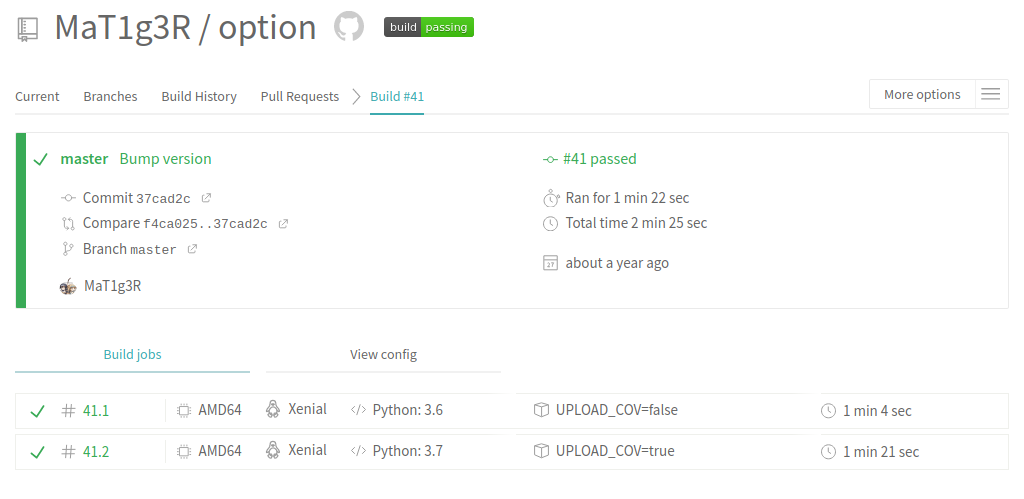 MaT1g3R / option build passing
Current Branches Build History Pull Requests Build #41 More options
master Bump version
Commit 37cad2c
Compare f4ca025..37cad2c
Branch master
MaT1g3R
#41 passed
Ran for 1 min 22 sec
Total time 2 min 25 sec
about a year ago
Build jobs View config
# 41.1 AMD64 Xenial </> Python: 3.6 UPLOAD_COV=false 1 min 4 sec
# 41.2 AMD64 Xenial </> Python: 3.7 UPLOAD_COV=true 1 min 21 sec